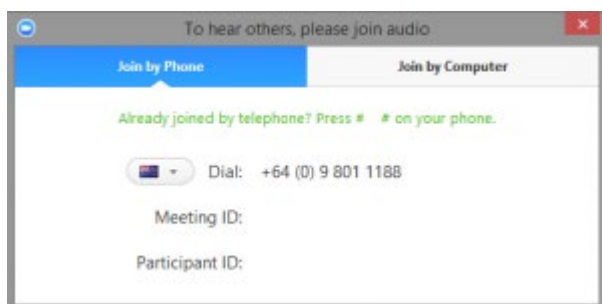 To hear others, please join audio
Join by Phone Join by Computer
Already joined by telephone? Press # # on your phone.
Dial: +64 (0) 9 801 1188
Meeting ID:
Participant ID: